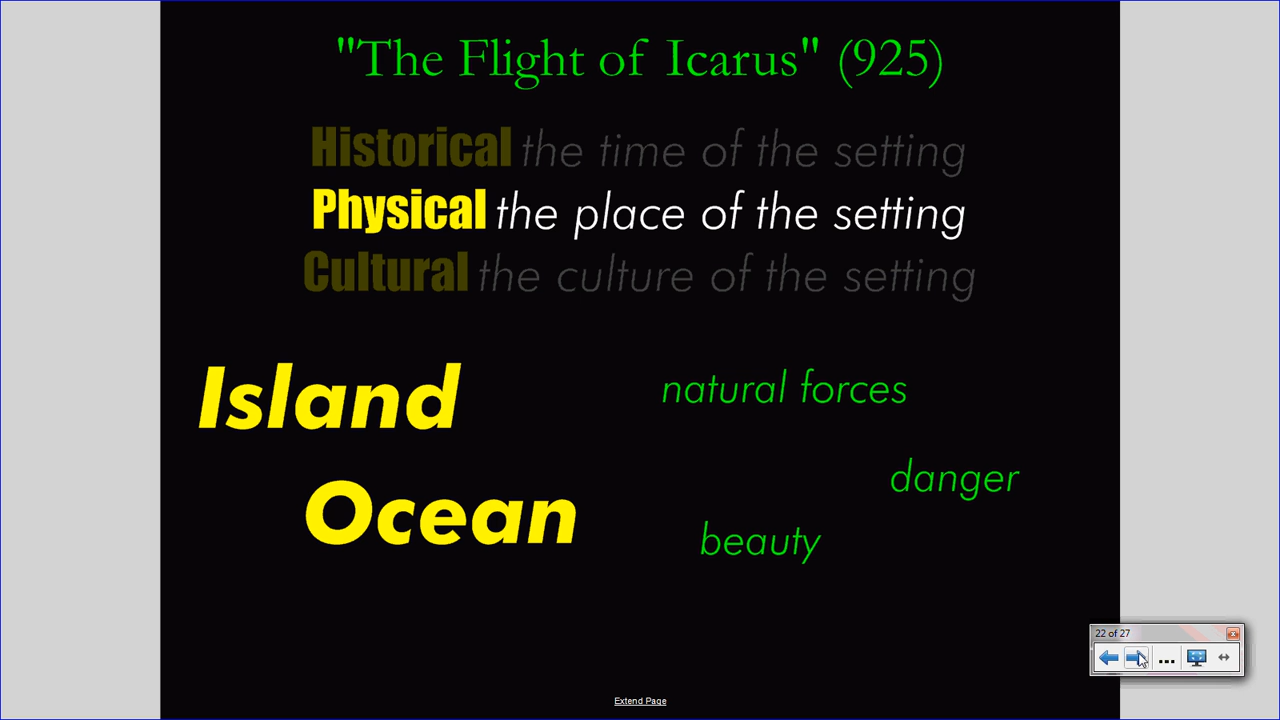 "The Flight of Icarus" (925)
Historical the time of the setting
Physical the place of the setting
Cultural the culture of the setting
Island
natural forces
danger
Ocean
beauty
22 of 27
...
Extend Page